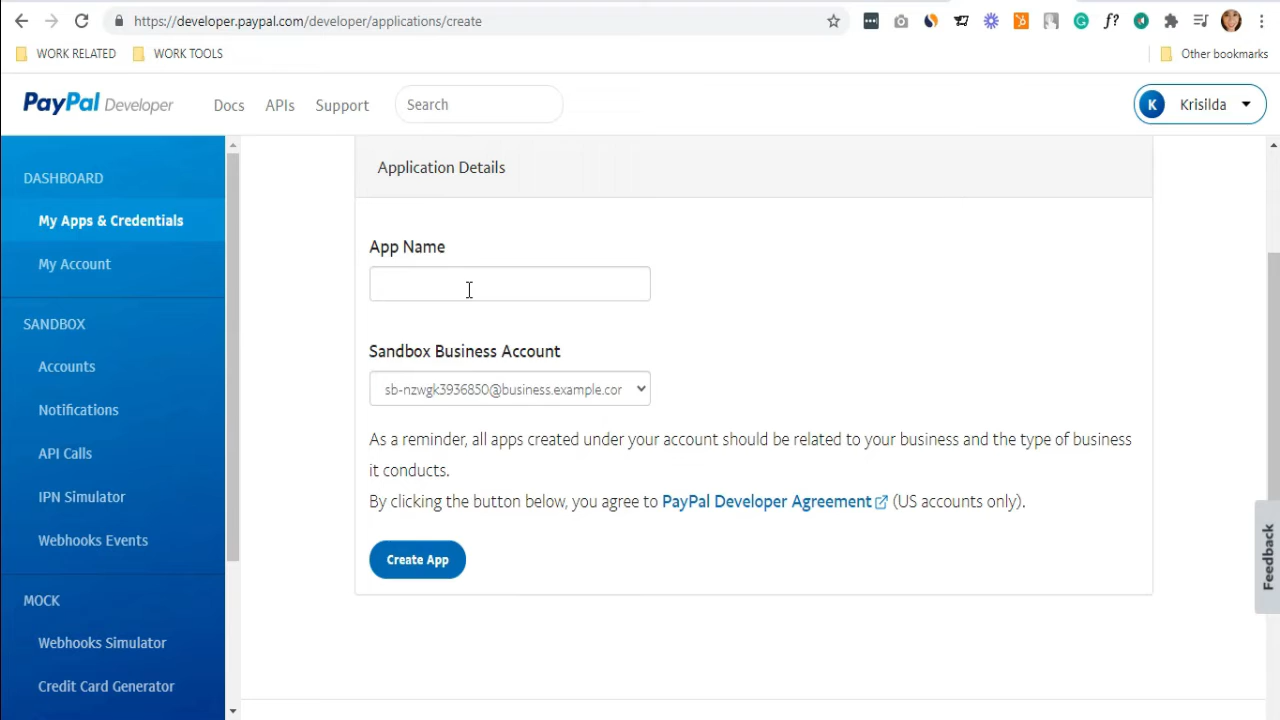 https://developer.paypal.com/developer/applications/create
f?
WORK RELATED
WORK TOOLS
Other bookmarks
PayPal Developer
Docs
APIs
Support
Search
K
Krisilda
DASHBOARD
My Apps & Credentials
My Account
SANDBOX
Accounts
Notifications
API Calls
IPN Simulator
Webhooks Events
MOCK
Webhooks Simulator
Credit Card Generator
Application Details
App Name
Sandbox Business Account
sb-nzwgk3936850@business.example.cor
As a reminder, all apps created under your account should be related to your business and the type of business
it conducts.
By clicking the button below, you agree to PayPal Developer Agreement (US accounts only).
Create App
Feedback